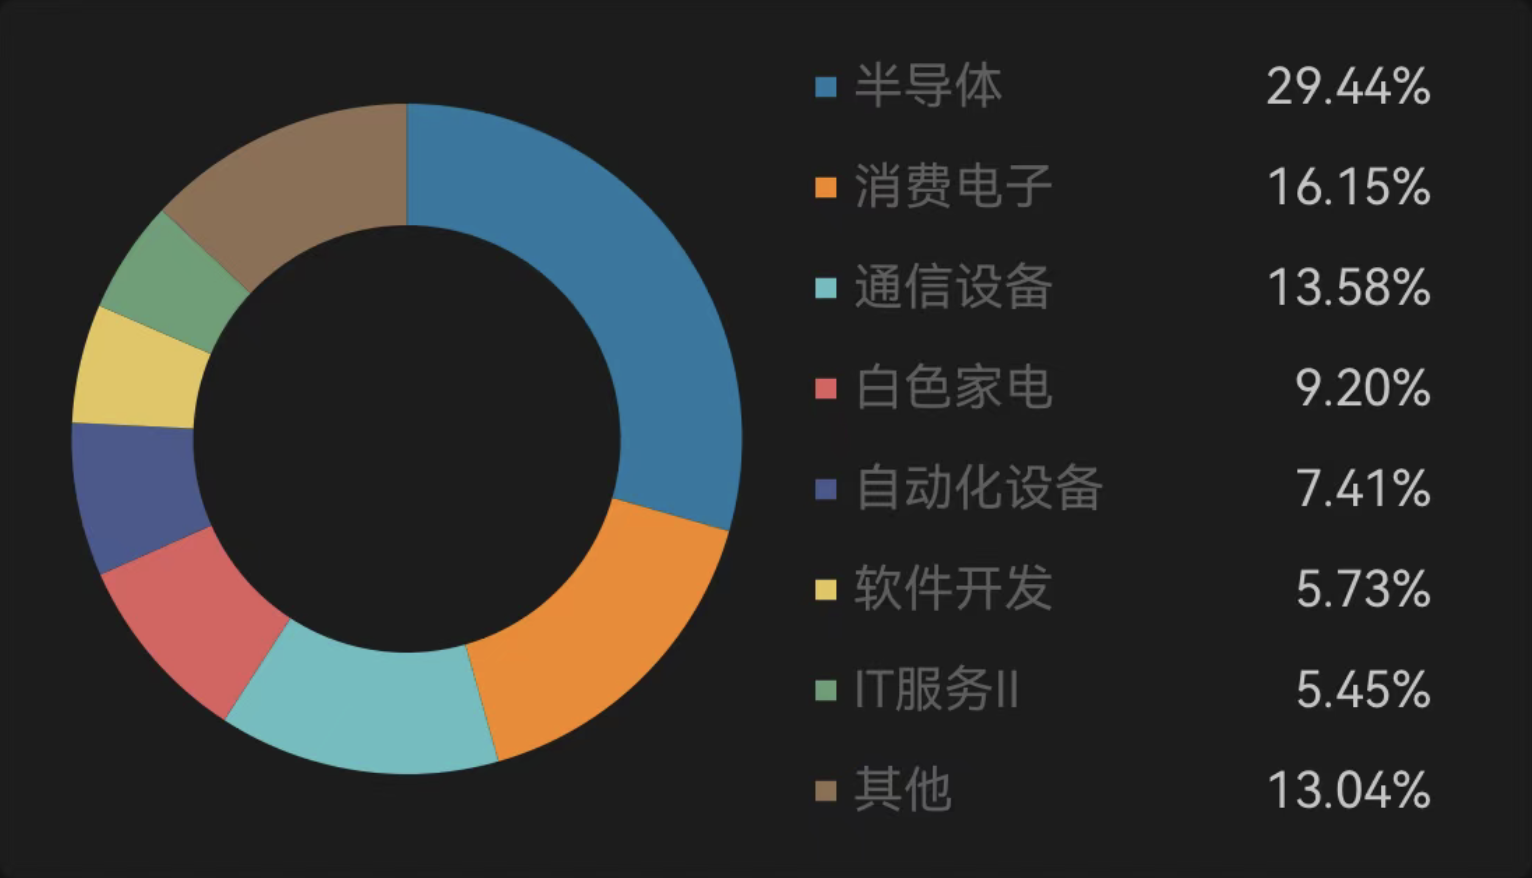 半导体 29.44%
消费电子 16.15%
通信设备 13.58%
白色家电 9.20%
自动化设备 7.41%
软件开发 5.73%
IT服务II 5.45%
其他 13.04%